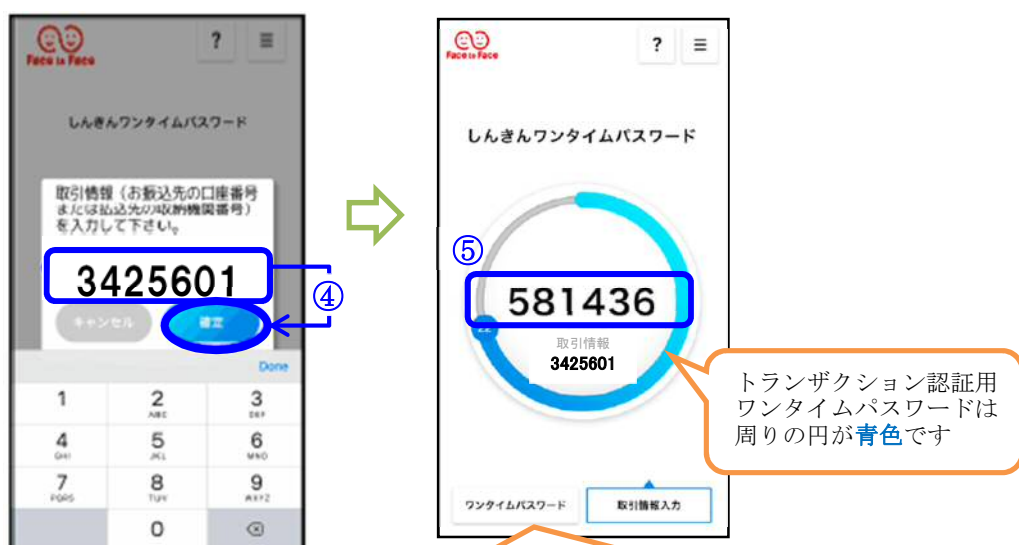 Face to Face
?
しんきんワンタイムパスワード
取引情報（お振込先の口座番号
または払込先の収納機関番号）
を入力して下さい。
3425601
④
キャンセル
確定
Done
1
2
ABC
3
DEF
4
GHI
5
JKL
6
MNO
7
PQRS
8
TUV
9
WXYZ
0
Face to Face
?
しんきんワンタイムパスワード
⑤
581436
22
取引情報
3425601
トランザクション認証用
ワンタイムパスワードは
周りの円が青色です
ワンタイムパスワード
取引情報入力